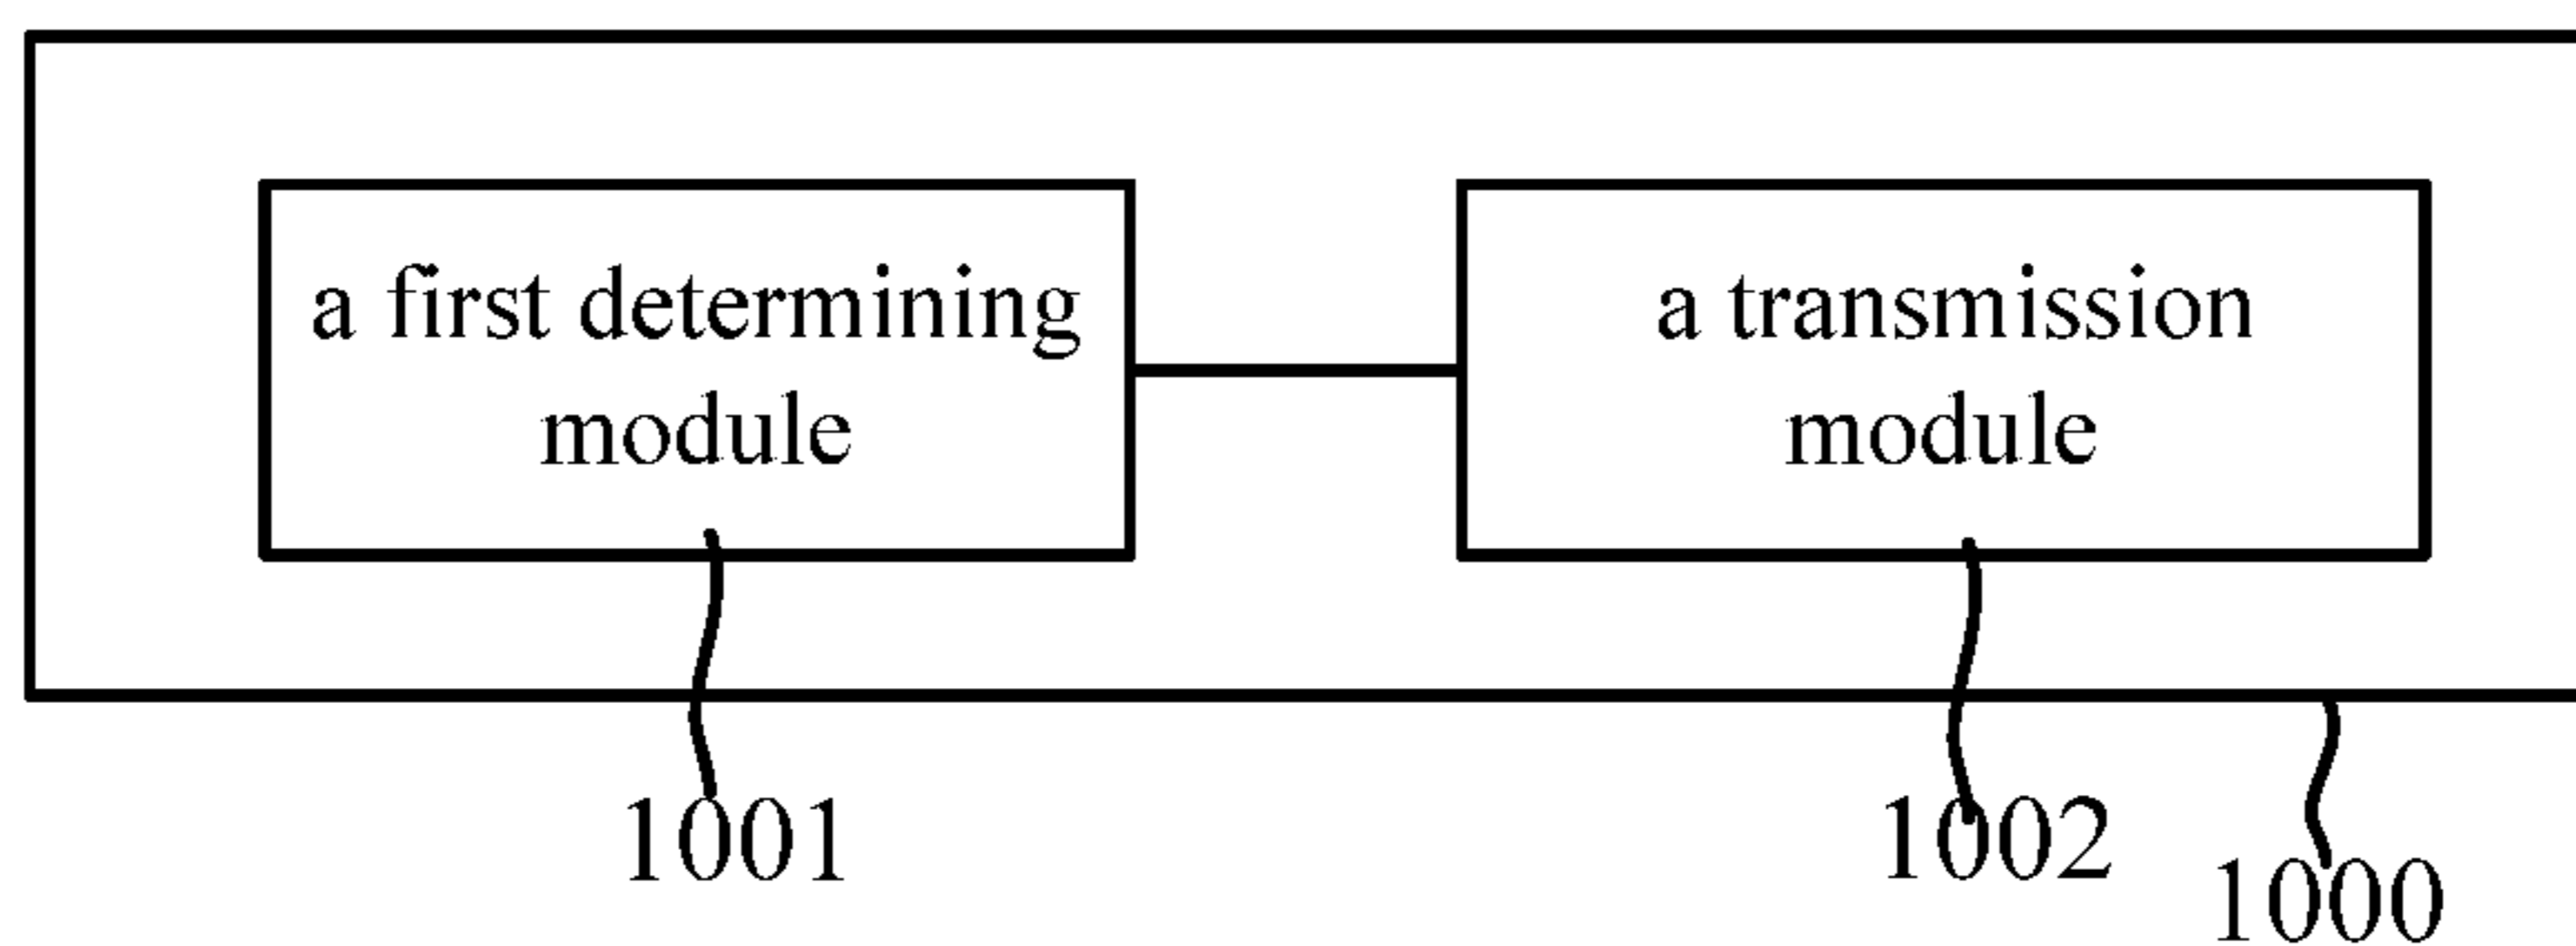 a first determining
module
a transmission
module
1001
1002
1000